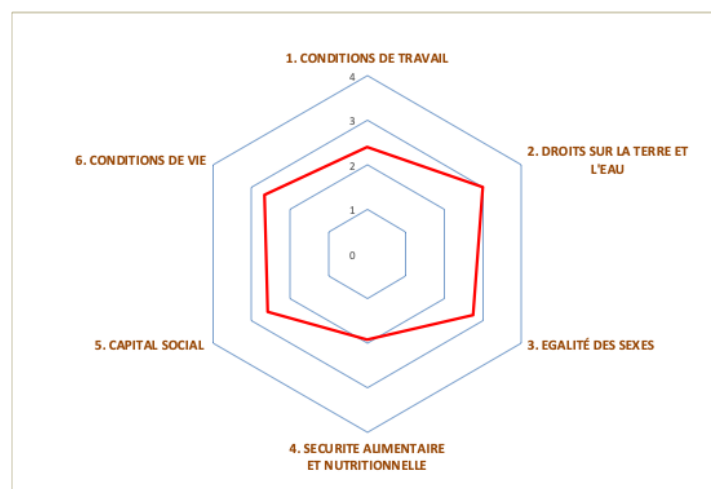 1. CONDITIONS DE TRAVAIL
4
3
2
1
0
2. DROITS SUR LA TERRE ET
L'EAU
3. EGALITÉ DES SEXES
4. SECURITE ALIMENTAIRE
ET NUTRITIONNELLE
5. CAPITAL SOCIAL
6. CONDITIONS DE VIE